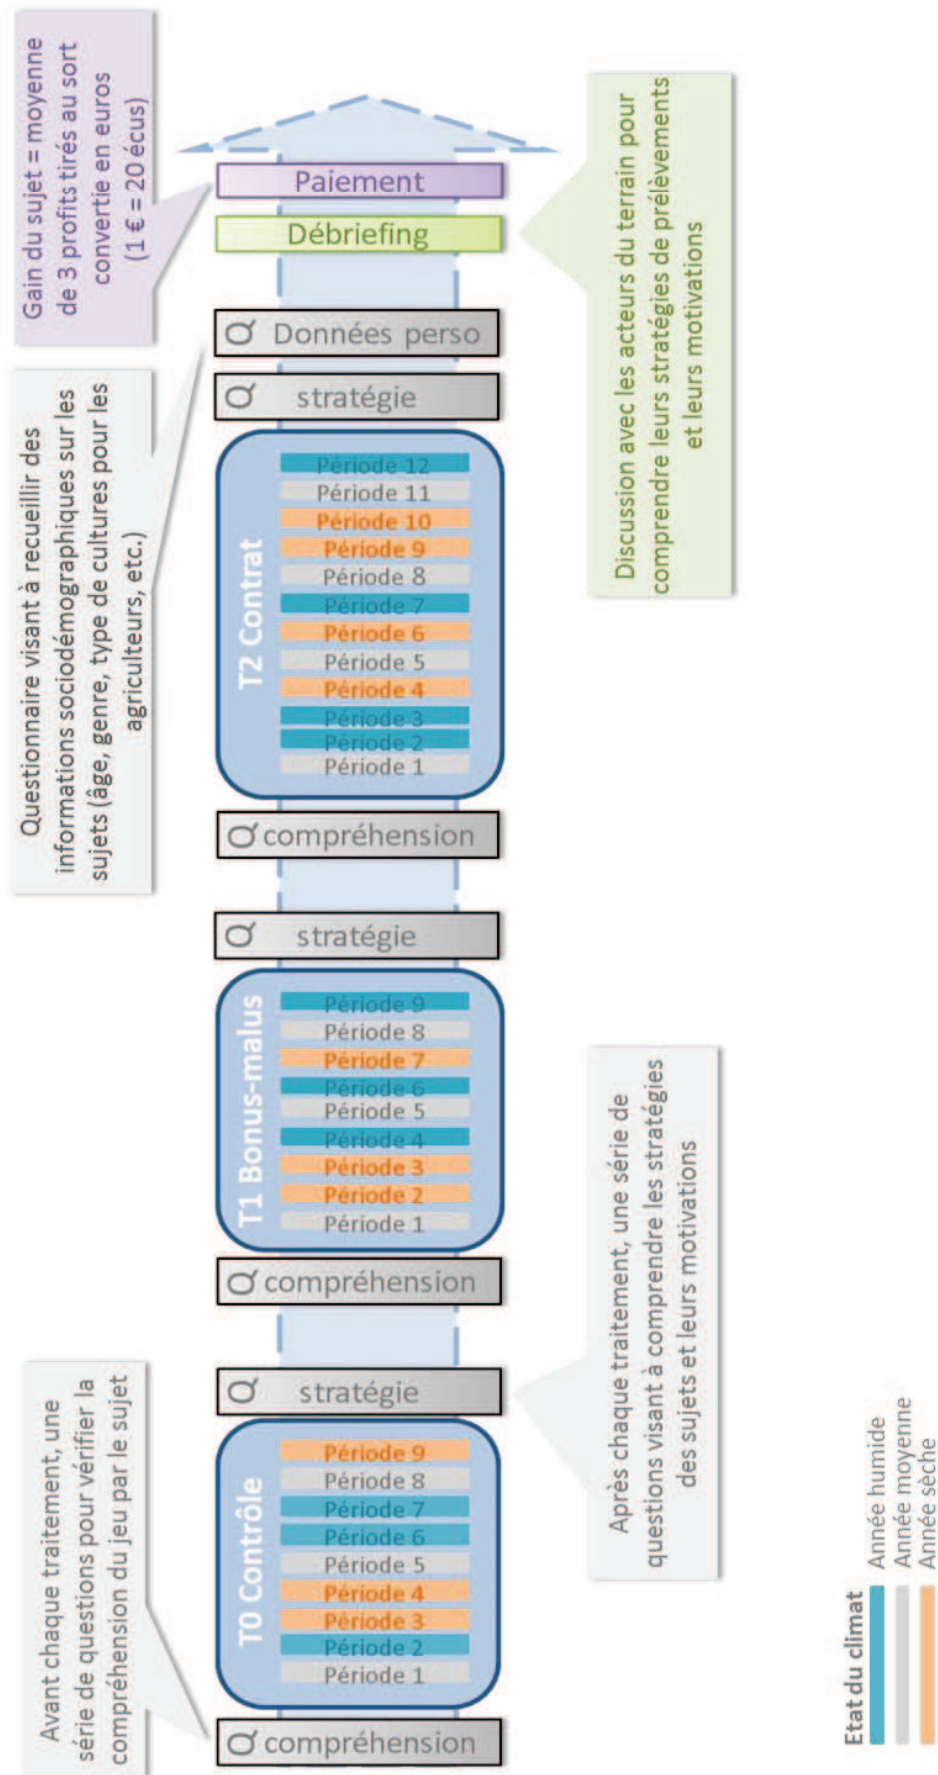 Avant chaque traitement, une
série de questions pour vérifier la
compréhension du jeu par le sujet
Questionnaire visant à recueillir des
informations sociodémographiques sur les
sujets (âge, genre, type de cultures pour les
agriculteurs, etc.)
Gain du sujet = moyenne
de 3 profits tirés au sort
convertie en euros
(1 € = 20 écus)
Q compréhension
T0 Contrôle
Période 1
Période 2
Période 3
Période 4
Période 5
Période 6
Période 7
Période 8
Période 9
Q stratégie
Q compréhension
T1 Bonus-malus
Période 1
Période 2
Période 3
Période 4
Période 5
Période 6
Période 7
Période 8
Période 9
Q stratégie
Q compréhension
T2 Contrat
Période 1
Période 2
Période 3
Période 4
Période 5
Période 6
Période 7
Période 8
Période 9
Période 10
Période 11
Période 12
Q stratégie
Q Données perso
Débriefing
Paiement
Après chaque traitement, une série de
questions visant à comprendre les stratégies
des sujets et leurs motivations
Discussion avec les acteurs du terrain pour
comprendre leurs stratégies de prélèvements
et leurs motivations
Etat du climat
Année humide
Année moyenne
Année sèche